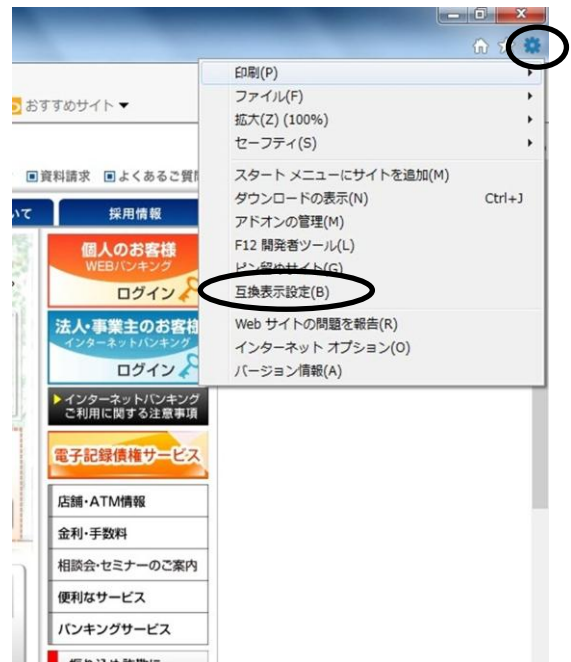 印刷(P)
ファイル(F)
拡大(Z) (100%)
セーフティ(S)
スタート メニューにサイトを追加(M)
ダウンロードの表示(N) Ctrl+J
アドオンの管理(M)
F12 開発者ツール(L)
ピン留めサイト(G)
互換表示設定(B)
Web サイトの問題を報告(R)
インターネット オプション(O)
バージョン情報(A)
おすすめサイト▼
資料請求 よくあるご質
いて 採用情報
個人のお客様
WEBバンキング
ログイン
法人・事業主のお客様
インターネットバンキング
ログイン
インターネットバンキング
ご利用に関する注意事項
電子記録債権サービス
店舗・ATM情報
金利・手数料
相談会・セミナーのご案内
便利なサービス
バンキングサービス